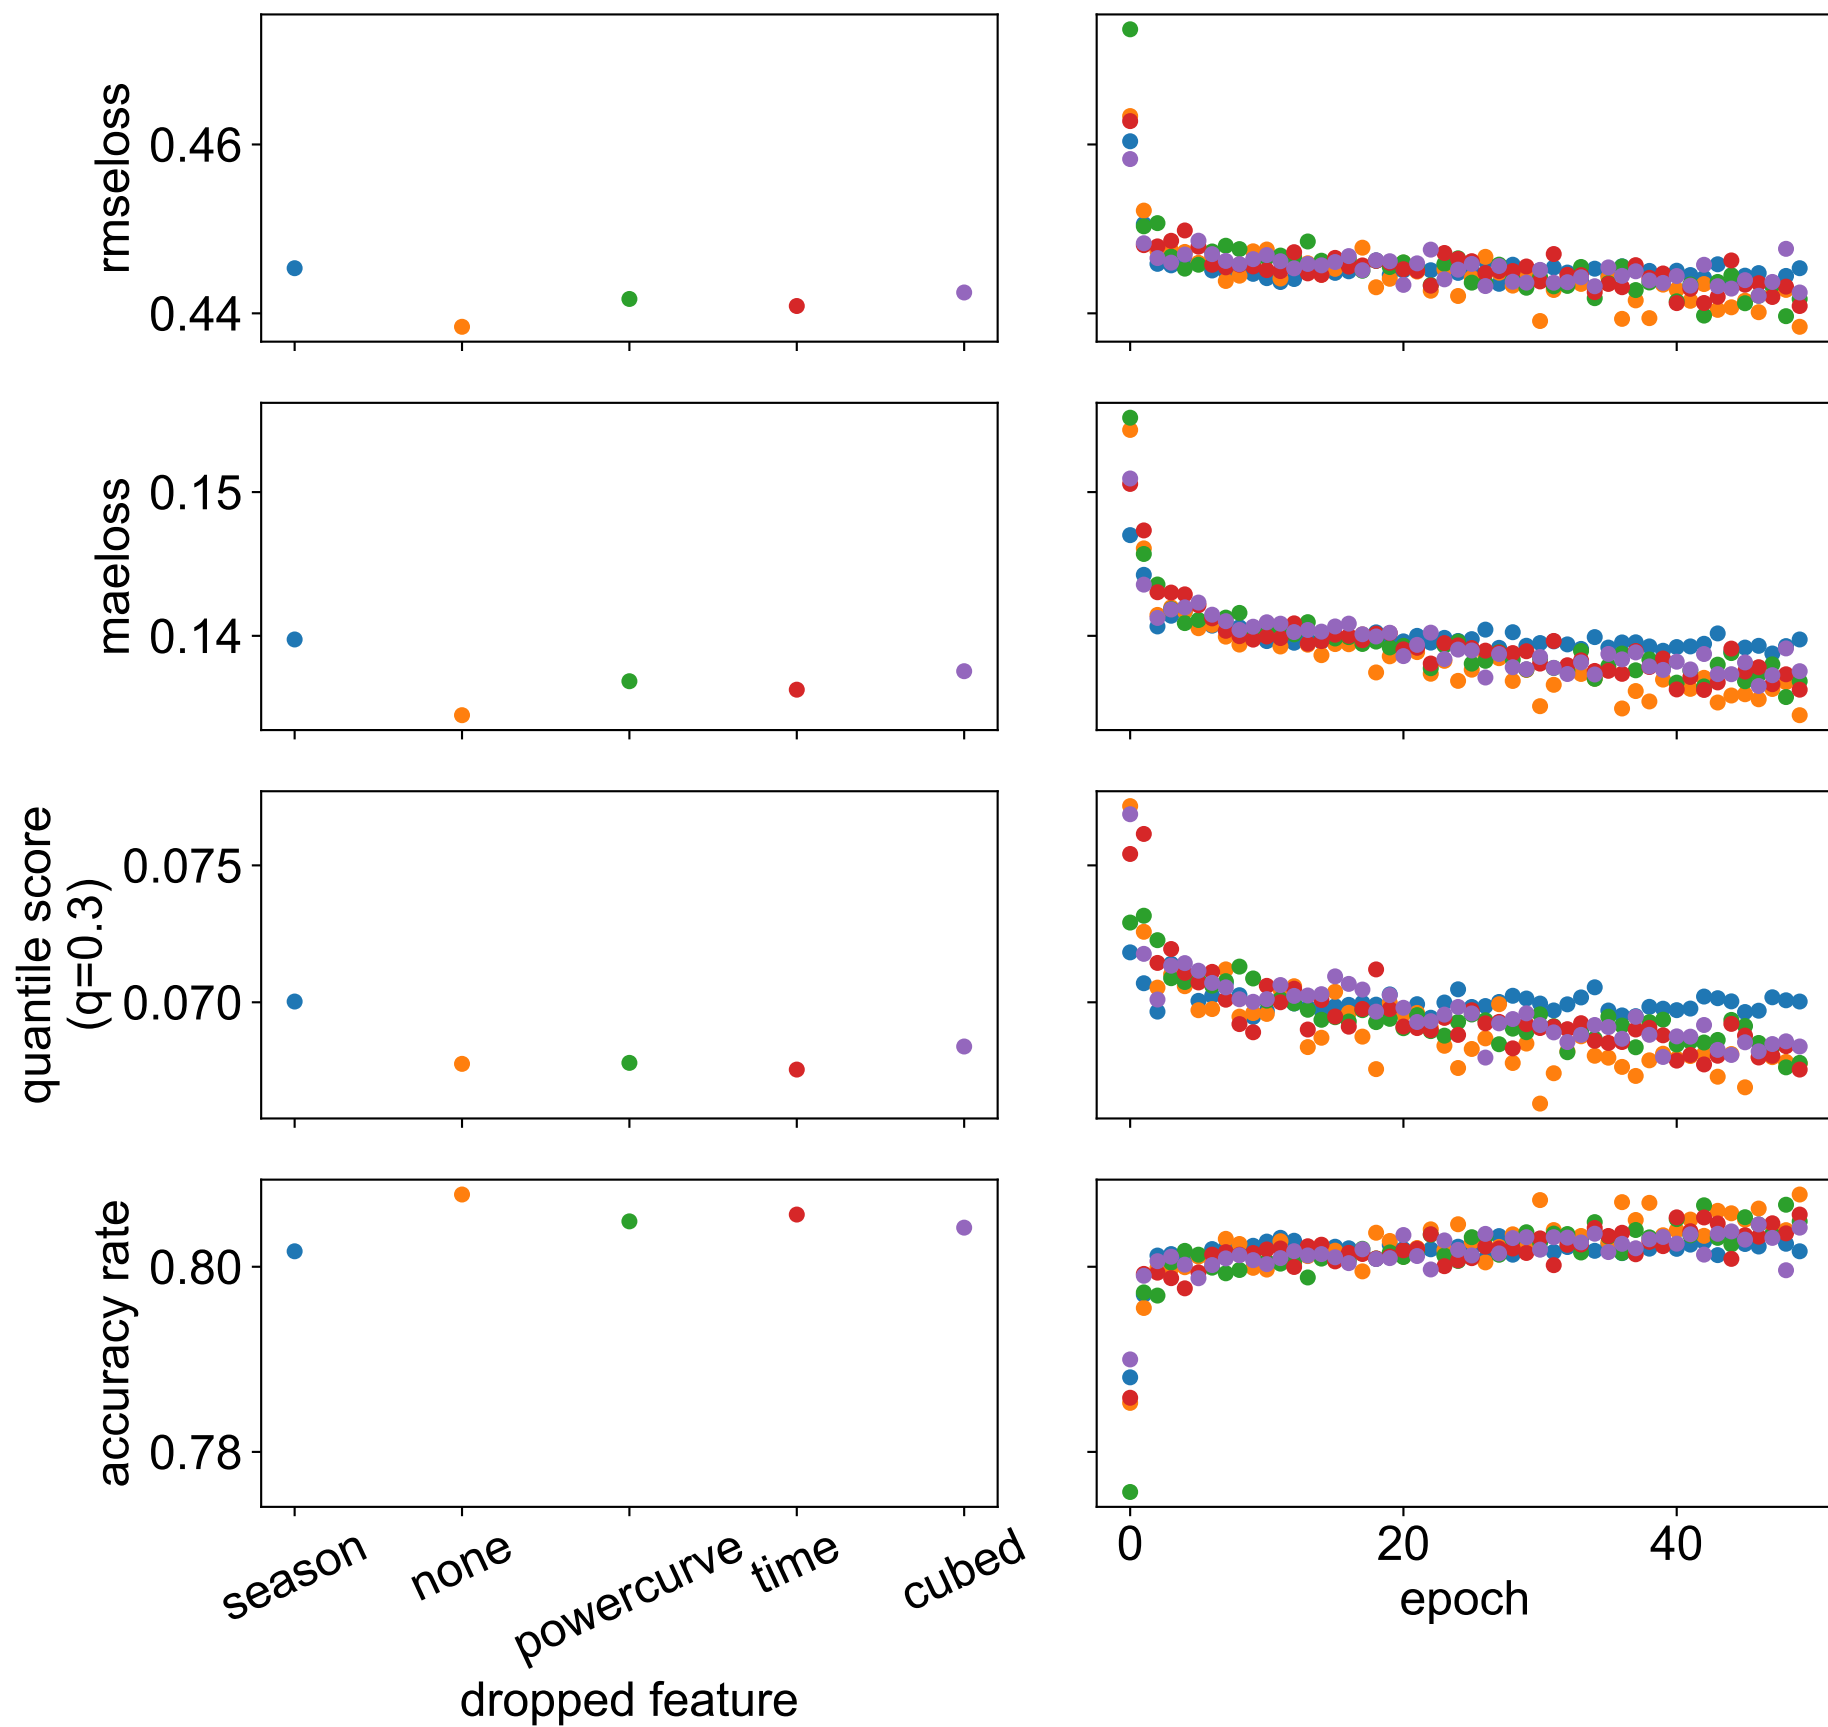 rmseloss
0.46
0.44
maeloss
0.15
0.14
quantile score
(q=0.3)
0.075
0.070
accuracy rate
0.80
0.78
season
none
powercurve
time
cubed
dropped feature
0
20
40
epoch